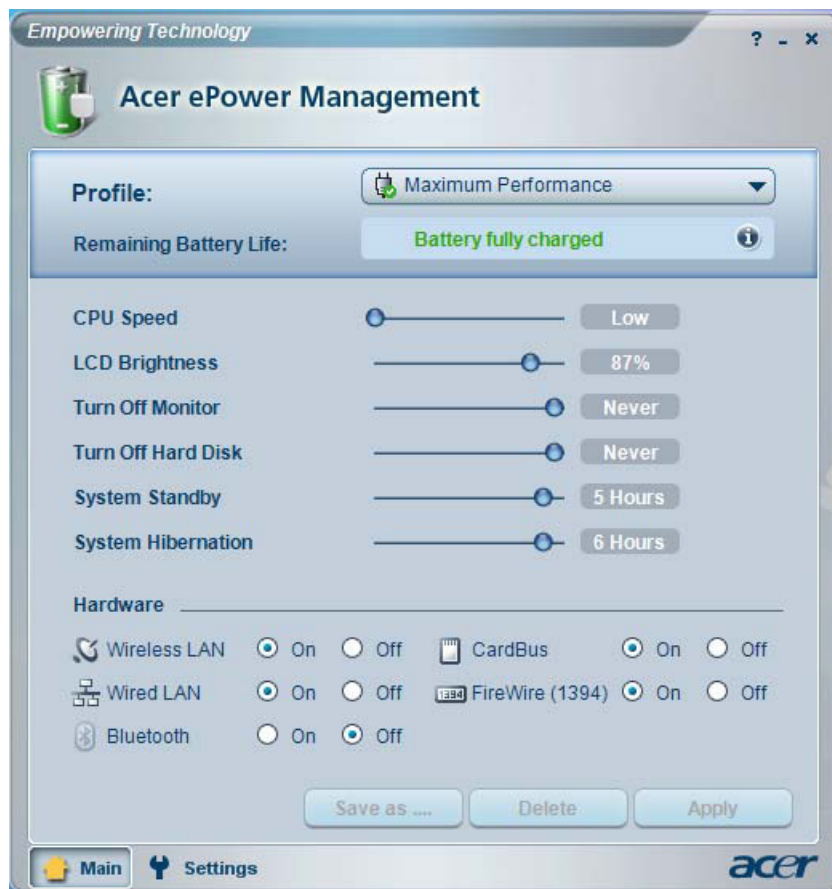 Empowering Technology
? - ×
Acer ePower Management
Profile: Maximum Performance
Remaining Battery Life: Battery fully charged
CPU Speed Low
LCD Brightness 87%
Turn Off Monitor Never
Turn Off Hard Disk Never
System Standby 5 Hours
System Hibernation 6 Hours
Hardware
Wireless LAN On Off CardBus On Off
Wired LAN On Off 1394 FireWire (1394) On Off
Bluetooth On Off
Save as .... Delete Apply
Main Settings acer